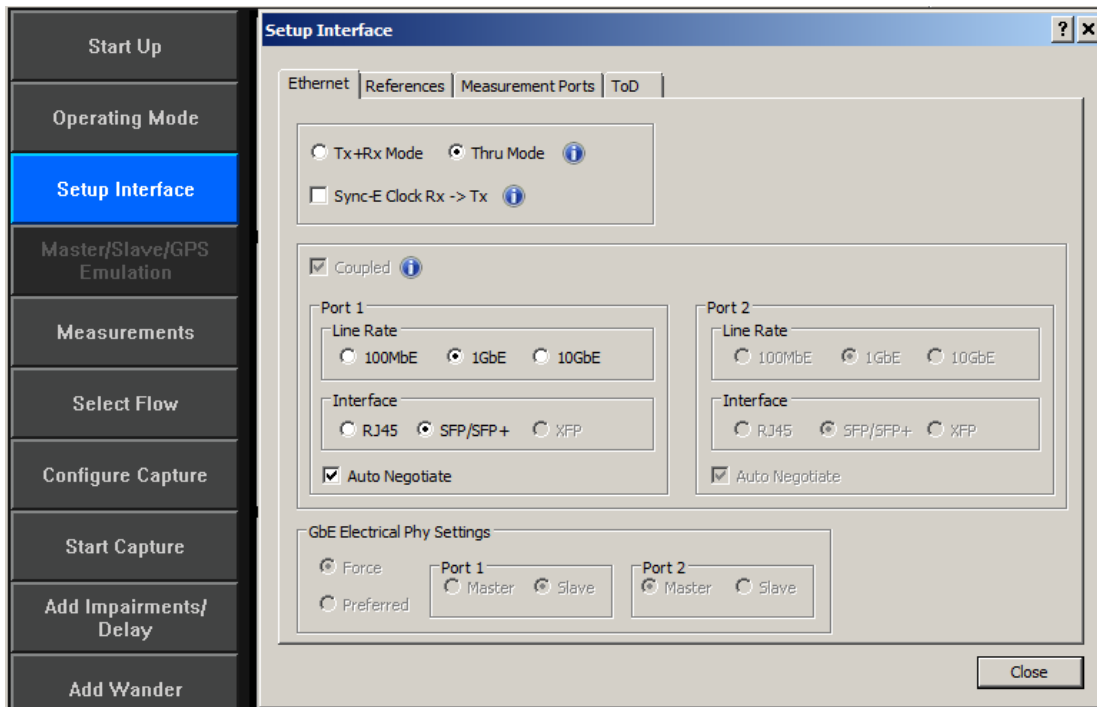 Start Up
Operating Mode
Setup Interface
Master/Slave/GPS
Emulation
Measurements
Select Flow
Configure Capture
Start Capture
Add Impairments/
Delay
Add Wander
Setup Interface
Ethernet References Measurement Ports ToD
Tx+Rx Mode Thru Mode
Sync-E Clock Rx -> Tx
Coupled
Port 1
Line Rate
100MbE 1GbE 10GbE
Interface
RJ45 SFP/SFP+ XFP
Auto Negotiate
Port 2
Line Rate
100MbE 1GbE 10GbE
Interface
RJ45 SFP/SFP+ XFP
Auto Negotiate
GbE Electrical Phy Settings
Force
Preferred
Port 1
Master Slave
Port 2
Master Slave
Close